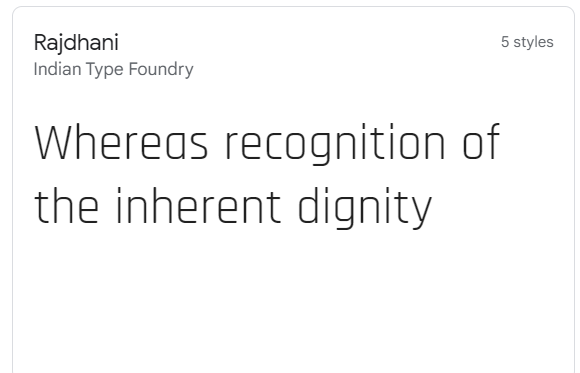 Rajdhani
5 styles
Indian Type Foundry
Whereas recognition of
the inherent dignity